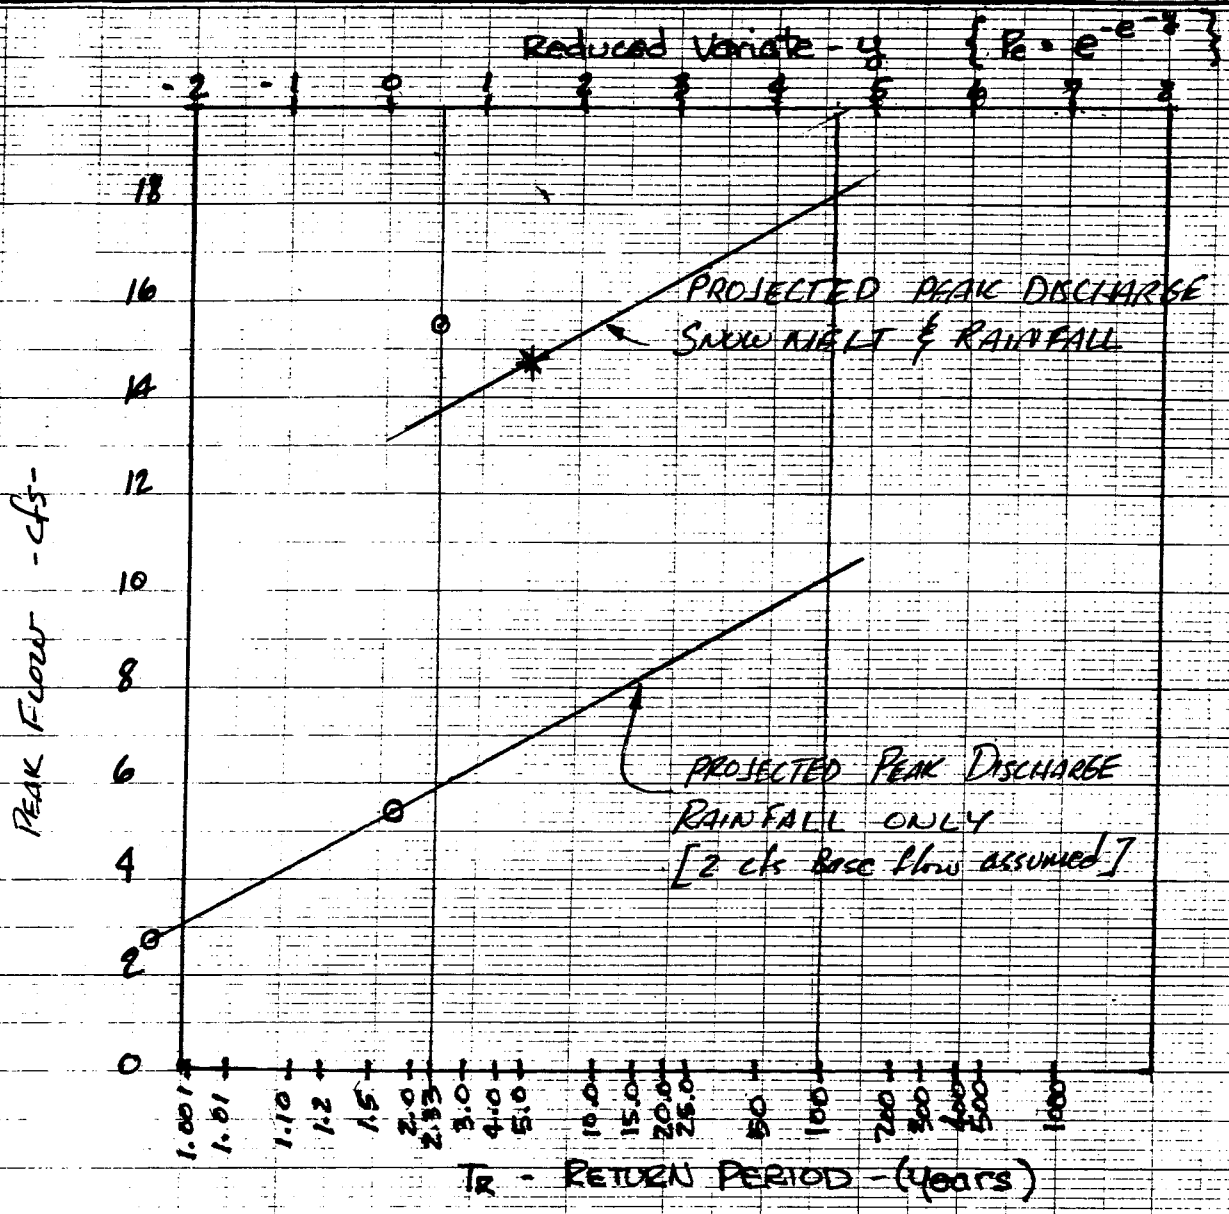 Reduced Variate - y { Pe = e^-e^-y }
-2 -1 0 1 2 3 4 5 6 7 8
18
16
14
12
10
8
6
4
2
0
PEAK FLOW - cfs -
PROJECTED PEAK DISCHARGE
SNOWMELT & RAINFALL
PROJECTED PEAK DISCHARGE
RAINFALL ONLY
[2 cfs Base flow assumed]
1.001 1.01 1.10 1.2 1.5 2.0 2.33 3.0 4.0 5.0 10.0 15.0 20.0 25.0 50 100 200 300 400 500 1000
TR - RETURN PERIOD - (years)